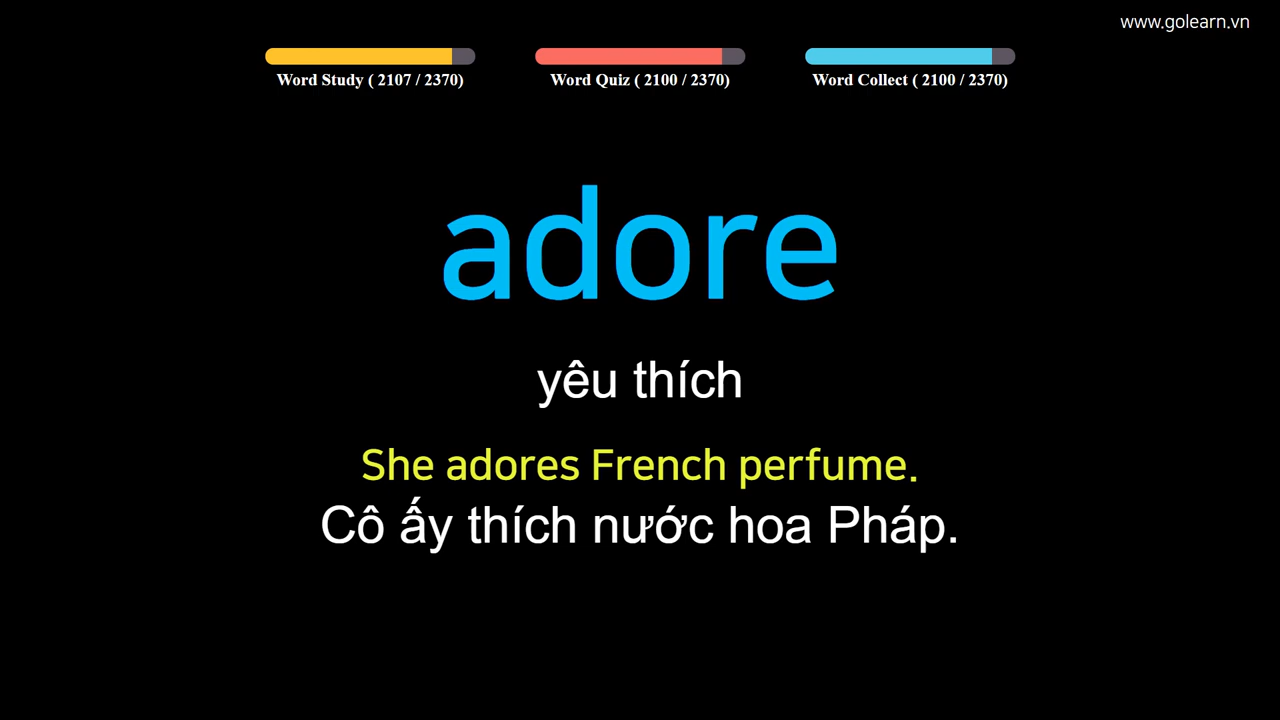 www.golearn.vn
Word Study ( 2107 / 2370)
Word Quiz ( 2100 / 2370)
Word Collect ( 2100 / 2370)
adore
yêu thích
She adores French perfume.
Cô ấy thích nước hoa Pháp.